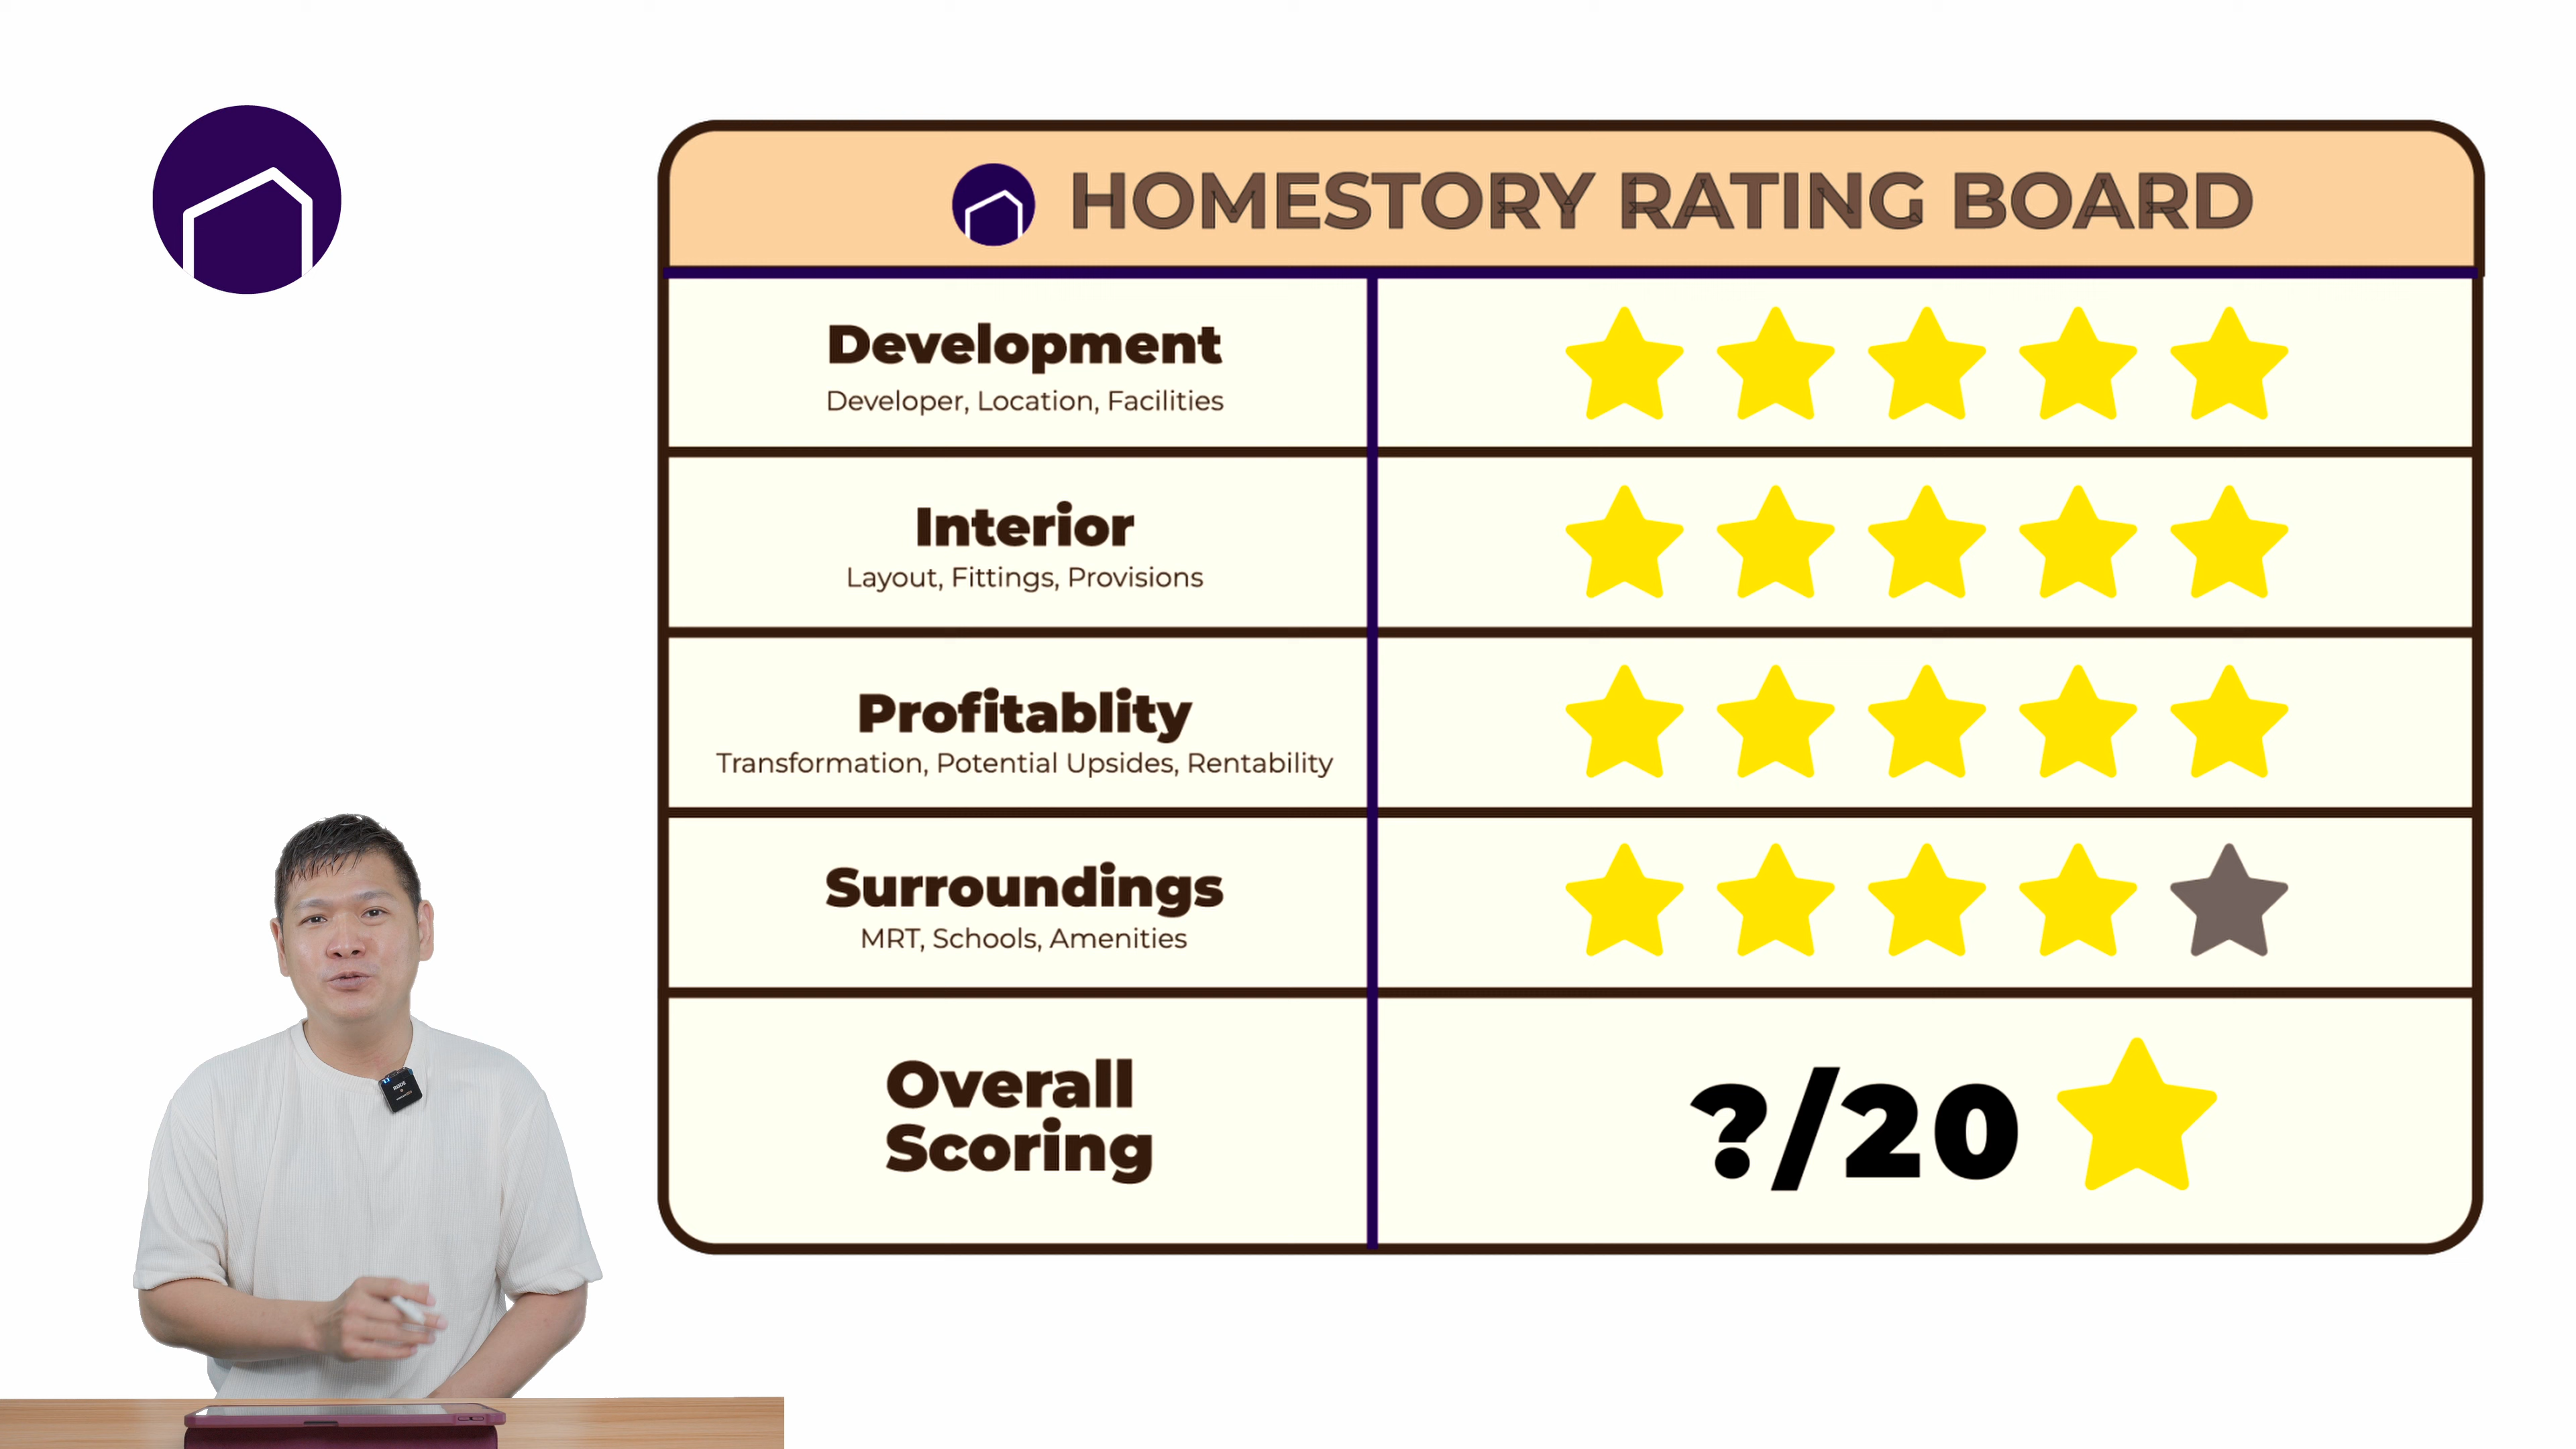 HOMESTORY RATING BOARD
Development
Developer, Location, Facilities
Interior
Layout, Fittings, Provisions
Profitablity
Transformation, Potential Upsides, Rentability
Surroundings
MRT, Schools, Amenities
Overall
Scoring
?/20